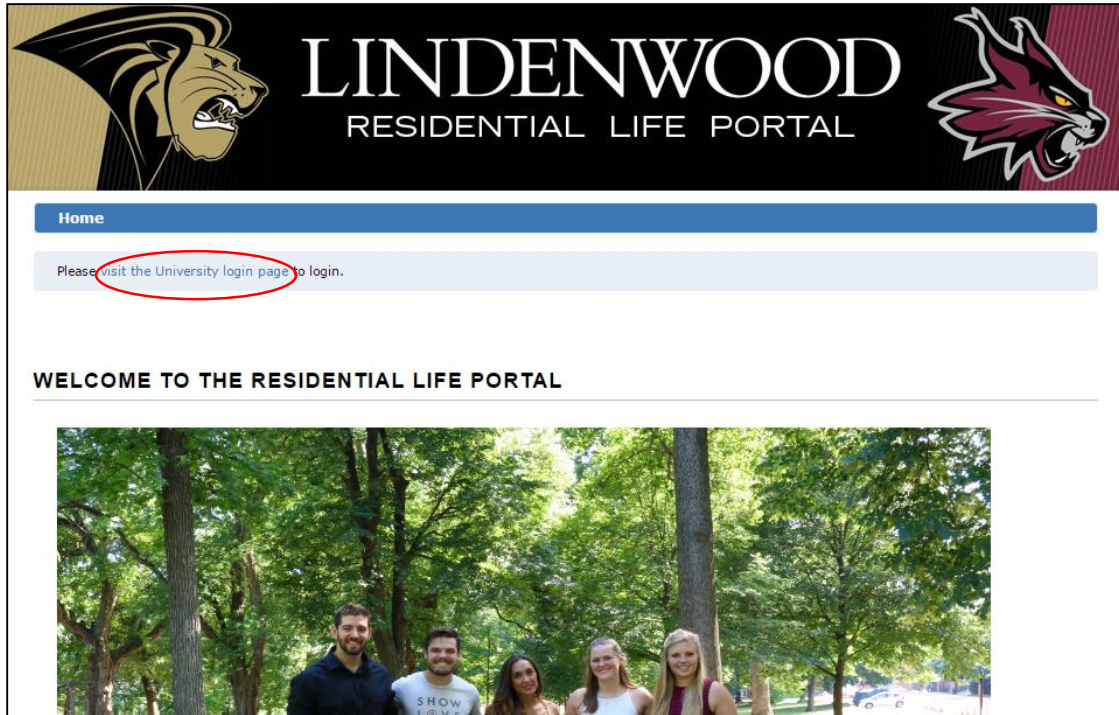 LINDENWOOD
RESIDENTIAL LIFE PORTAL
Home
Please visit the University login page to login.
WELCOME TO THE RESIDENTIAL LIFE PORTAL
SHOW